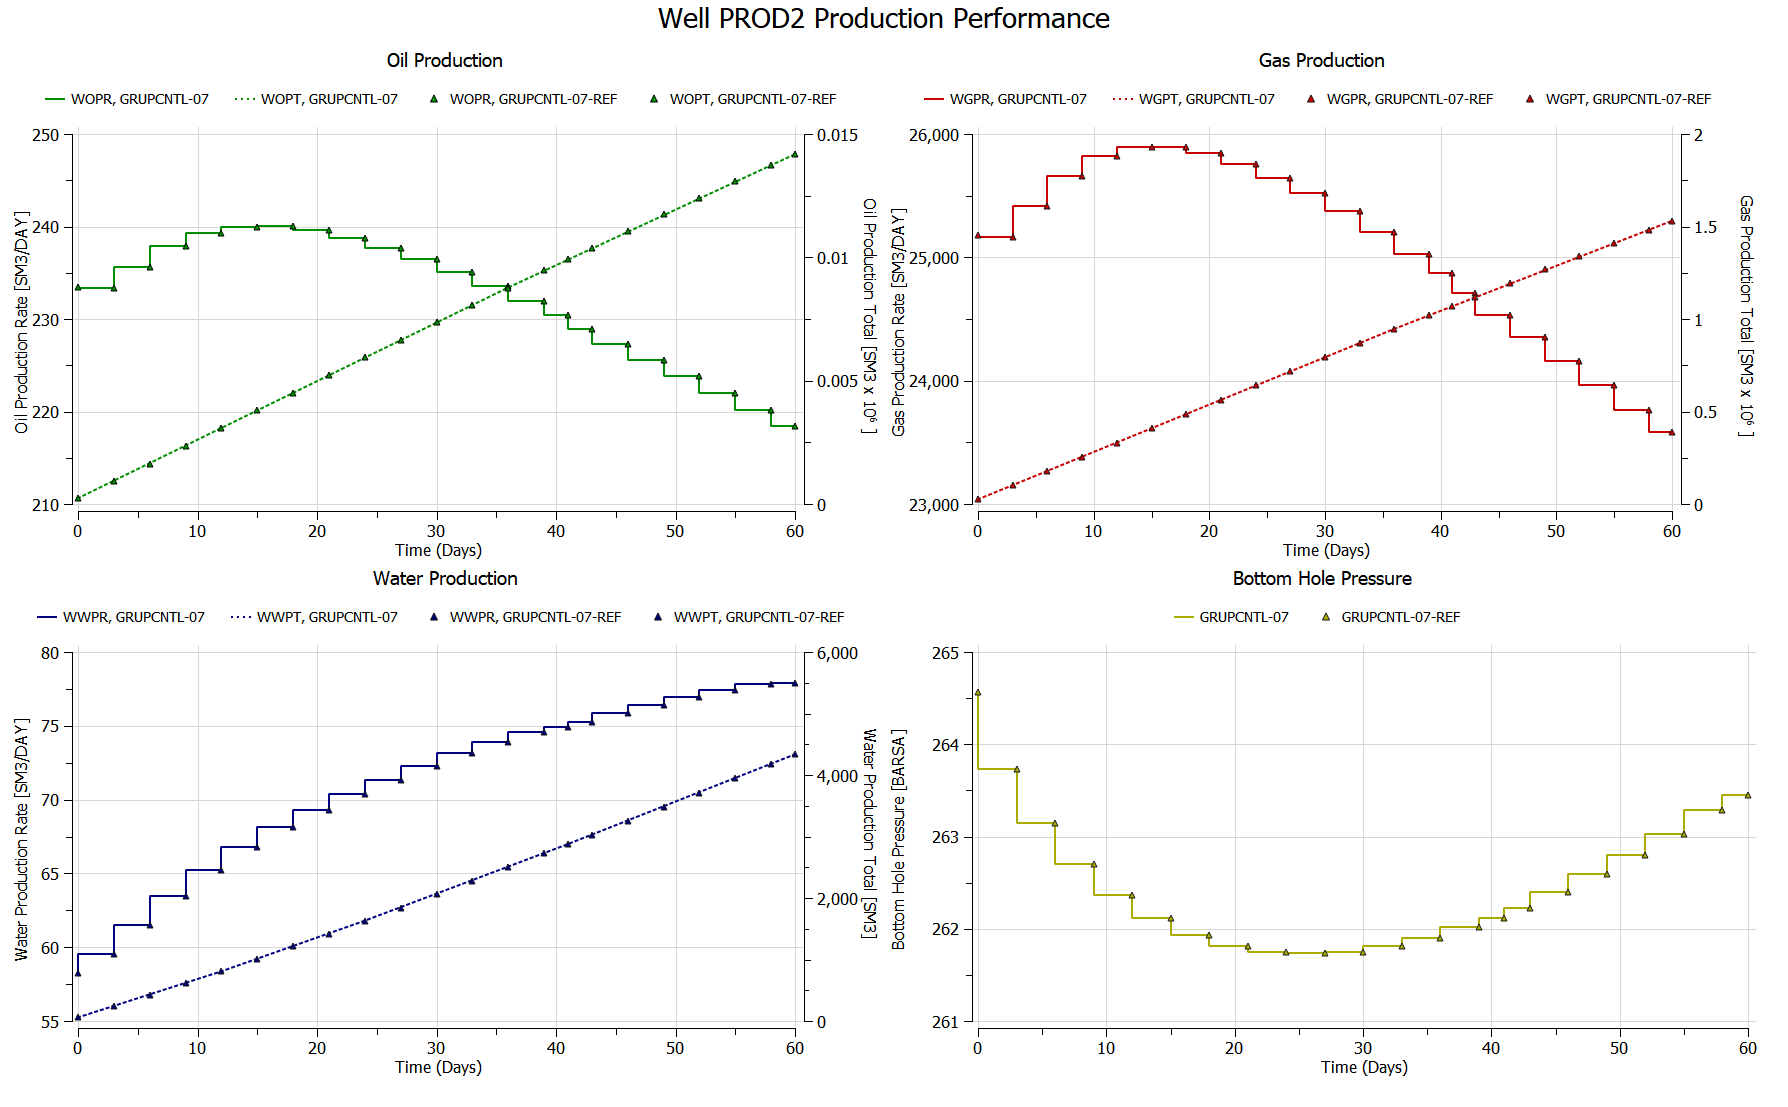 Well PROD2 Production Performance
Oil Production
WOPR, GRUPCNTL-07 WOPT, GRUPCNTL-07 WOPR, GRUPCNTL-07-REF WOPT, GRUPCNTL-07-REF
250
240
230
220
210
Oil Production Rate [SM3/DAY]
0.015
0.01
0.005
0
Oil Production Total [SM3 x 10⁶ ]
0 10 20 30 40 50 60
Time (Days)
Gas Production
WGPR, GRUPCNTL-07 WGPT, GRUPCNTL-07 WGPR, GRUPCNTL-07-REF WGPT, GRUPCNTL-07-REF
26,000
25,000
24,000
23,000
Gas Production Rate [SM3/DAY]
2
1.5
1
0.5
0
Gas Production Total [SM3 x 10⁶ ]
0 10 20 30 40 50 60
Time (Days)
Water Production
WWPR, GRUPCNTL-07 WWPT, GRUPCNTL-07 WWPR, GRUPCNTL-07-REF WWPT, GRUPCNTL-07-REF
80
75
70
65
60
55
Water Production Rate [SM3/DAY]
6,000
4,000
2,000
0
Water Production Total [SM3]
0 10 20 30 40 50 60
Time (Days)
Bottom Hole Pressure
GRUPCNTL-07 GRUPCNTL-07-REF
265
264
263
262
261
Bottom Hole Pressure [BARSA]
0 10 20 30 40 50 60
Time (Days)